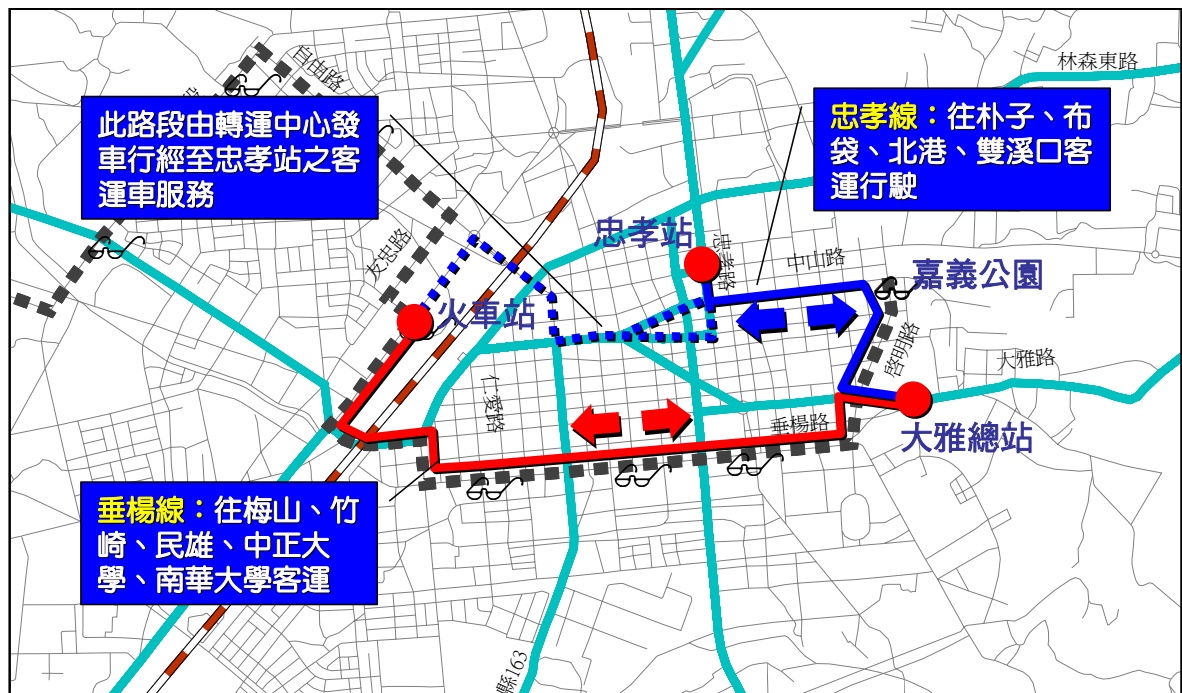 自由路
林森東路
此路段由轉運中心發
車行經至忠孝站之客
運車服務
忠孝線：往朴子、布
袋、北港、雙溪口客
運行駛
忠孝站
忠孝路
中山路
嘉義公園
友忠路
火車站
啓明路
大雅路
仁愛路
垂楊路
大雅總站
垂楊線：往梅山、竹
崎、民雄、中正大
學、南華大學客運
縣163